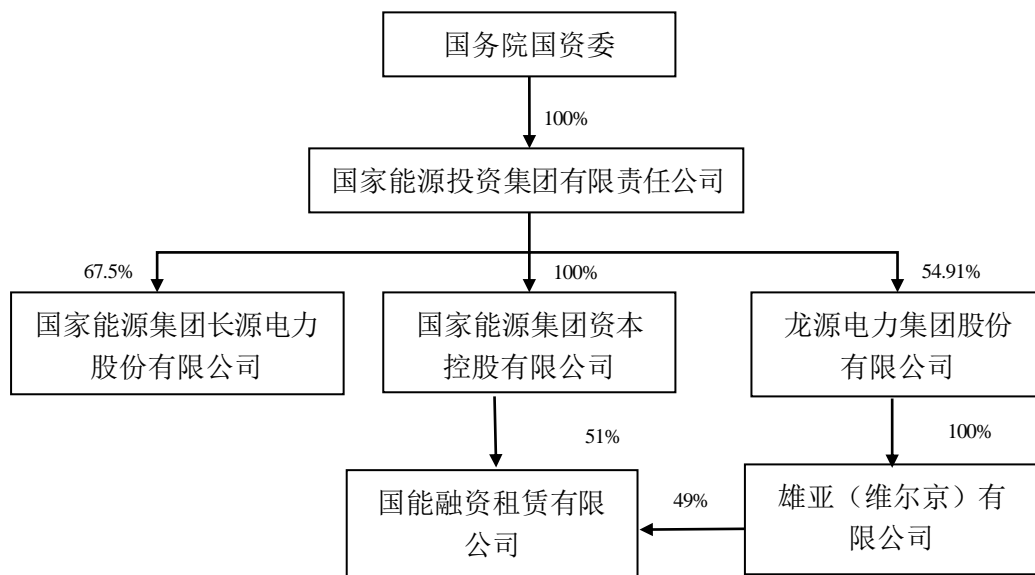 国务院国资委
100%
国家能源投资集团有限责任公司
67.5%
100%
54.91%
国家能源集团长源电力
股份有限公司
国家能源集团资本
控股有限公司
龙源电力集团股份
有限公司
51%
100%
国能融资租赁有限
公司
49%
雄亚（维尔京）有
限公司